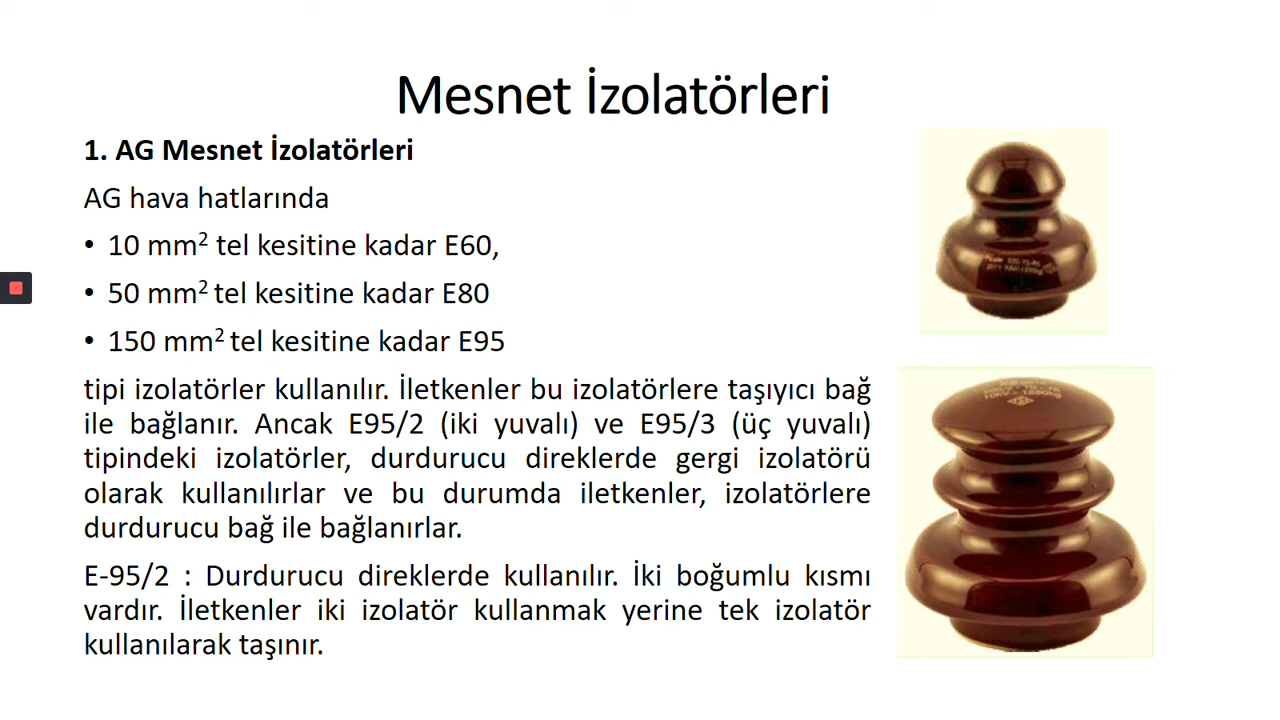 Mesnet İzolatörleri
1. AG Mesnet İzolatörleri
AG hava hatlarında
• 10 mm² tel kesitine kadar E60,
• 50 mm² tel kesitine kadar E80
• 150 mm² tel kesitine kadar E95
tipi izolatörler kullanılır. İletkenler bu izolatörlere taşıyıcı bağ
ile bağlanır. Ancak E95/2 (iki yuvalı) ve E95/3 (üç yuvalı)
tipindeki izolatörler, durdurucu direklerde gergi izolatörü
olarak kullanılırlar ve bu durumda iletkenler, izolatörlere
durdurucu bağ ile bağlanırlar.
E-95/2 : Durdurucu direklerde kullanılır. İki boğumlu kısmı
vardır. İletkenler iki izolatör kullanmak yerine tek izolatör
kullanılarak taşınır.